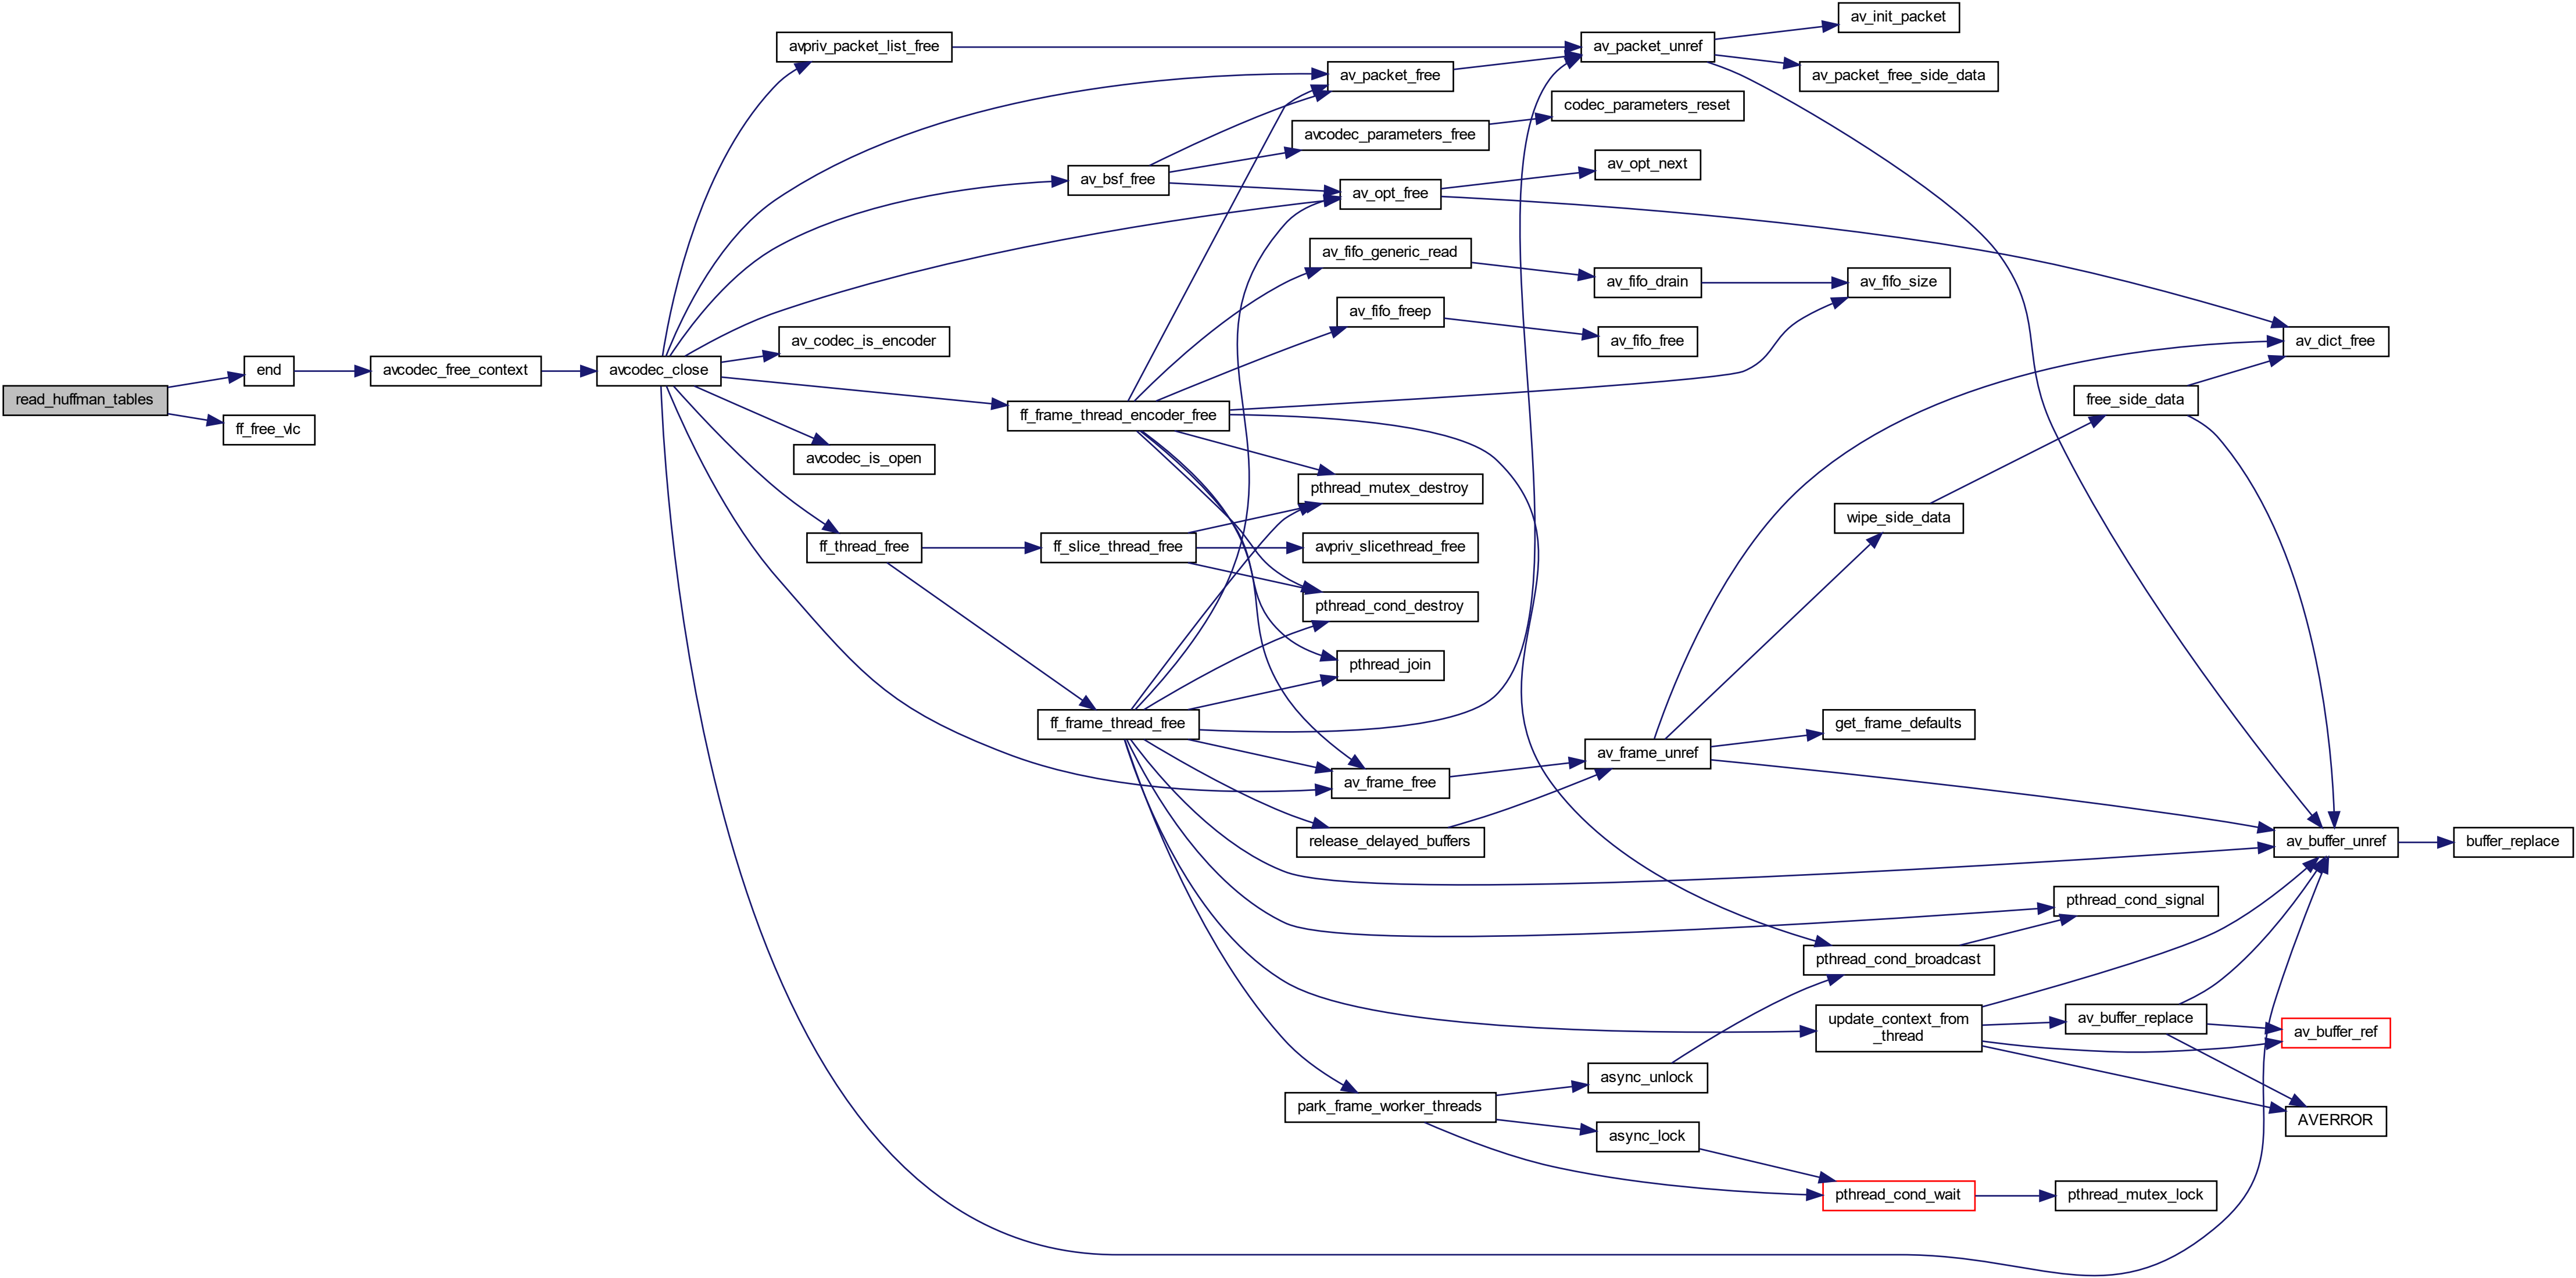 read_huffman_tables
end
ff_free_vlc
avcodec_free_context
avcodec_close
avpriv_packet_list_free
av_codec_is_encoder
avcodec_is_open
ff_thread_free
av_bsf_free
ff_frame_thread_encoder_free
ff_slice_thread_free
ff_frame_thread_free
av_packet_free
avcodec_parameters_free
av_opt_free
av_fifo_generic_read
av_fifo_freep
pthread_mutex_destroy
avpriv_slicethread_free
pthread_cond_destroy
pthread_join
av_frame_free
release_delayed_buffers
park_frame_worker_threads
av_packet_unref
codec_parameters_reset
av_opt_next
av_fifo_drain
av_fifo_free
av_frame_unref
async_unlock
async_lock
av_init_packet
av_packet_free_side_data
av_fifo_size
wipe_side_data
get_frame_defaults
pthread_cond_broadcast
update_context_from
_thread
pthread_cond_wait
free_side_data
pthread_cond_signal
av_buffer_replace
pthread_mutex_lock
av_dict_free
av_buffer_unref
av_buffer_ref
AVERROR
buffer_replace